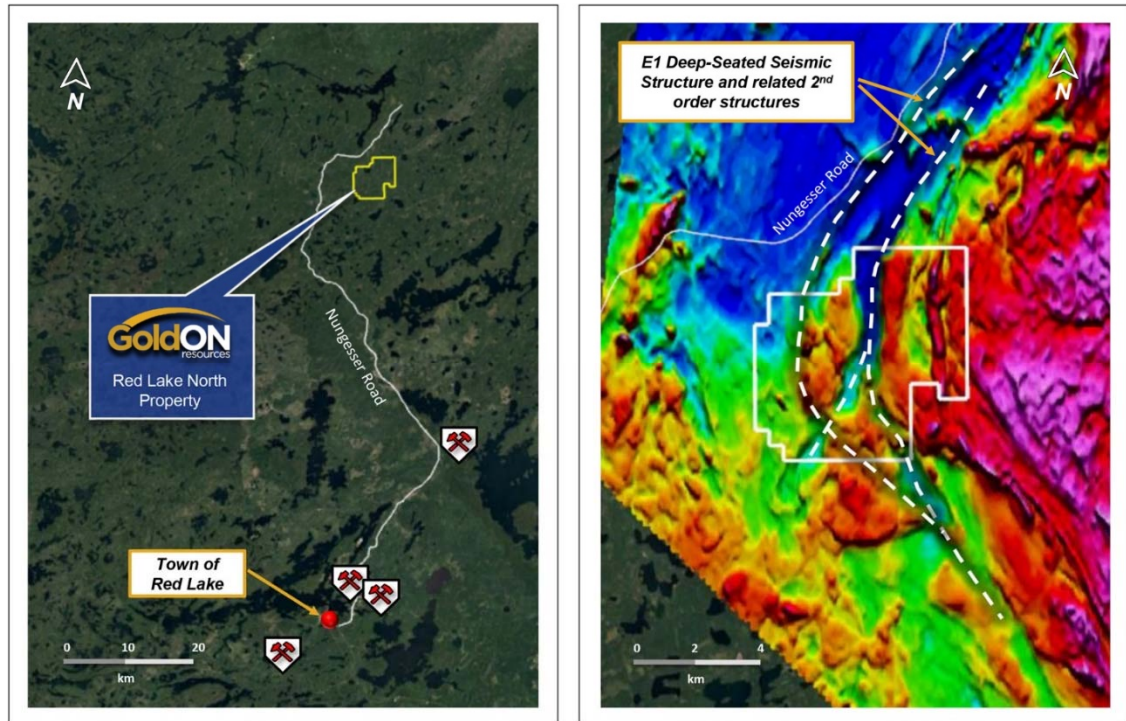 N
GoldON
resources
Red Lake North
Property
Nungesser Road
Town of
Red Lake
0 10 20
km
E1 Deep-Seated Seismic
Structure and related 2nd
order structures
N
Nungesser Road
0 2 4
km